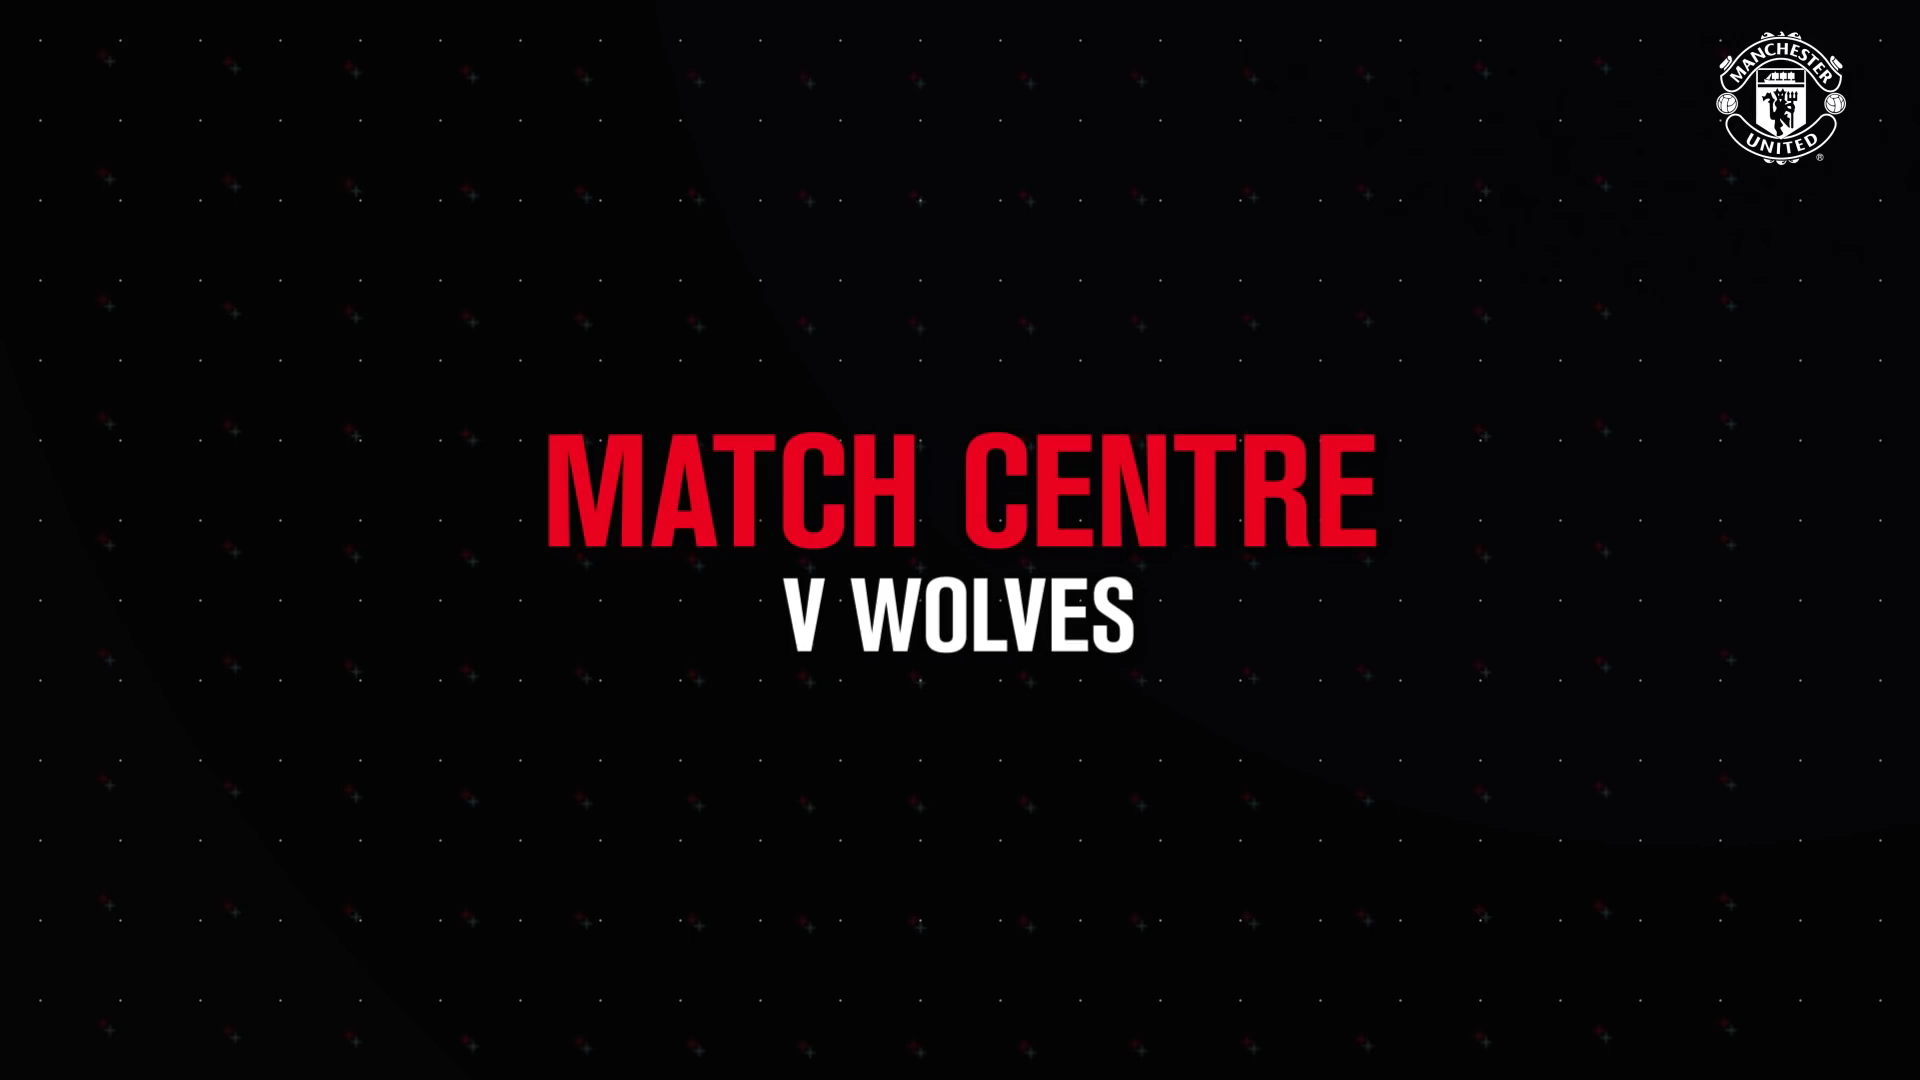 MANCHESTER
UNITED
®
MATCH CENTRE
V WOLVES